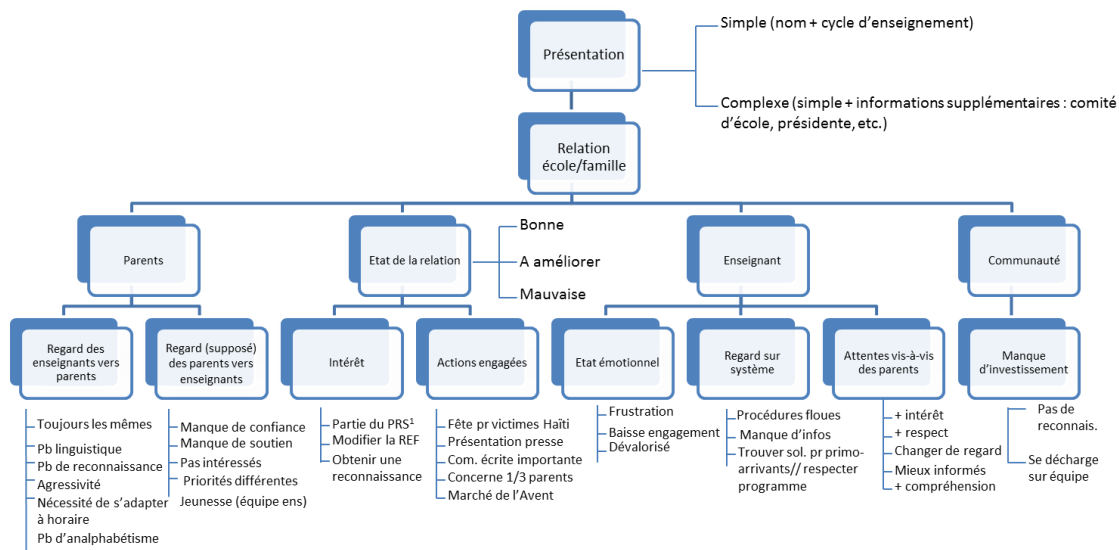 Présentation
Simple (nom + cycle d’enseignement)
Complexe (simple + informations supplémentaires : comité
d’école, présidente, etc.)
Relation
école/famille
Parents
Etat de la relation
Bonne
A améliorer
Mauvaise
Enseignant
Communauté
Regard des
enseignants vers
parents
Toujours les mêmes
Pb linguistique
Pb de reconnaissance
Agressivité
Nécessité de s’adapter
à horaire
Pb d’analphabétisme
Regard (supposé)
des parents vers
enseignants
Manque de confiance
Manque de soutien
Pas intéressés
Priorités différentes
Jeunesse (équipe ens)
Intérêt
Partie du PRS¹
Modifier la REF
Obtenir une
reconnaissance
Actions engagées
Fête pr victimes Haïti
Présentation presse
Com. écrite importante
Concerne 1/3 parents
Marché de l’Avent
Etat émotionnel
Frustration
Baisse engagement
Dévalorisé
Regard sur
système
Procédures floues
Manque d’infos
Trouver sol. pr primo-
arrivants// respecter
programme
Attentes vis-à-vis
des parents
+ intérêt
+ respect
Changer de regard
Mieux informés
+ compréhension
Manque
d’investissement
Pas de
reconnais.
Se décharge
sur équipe